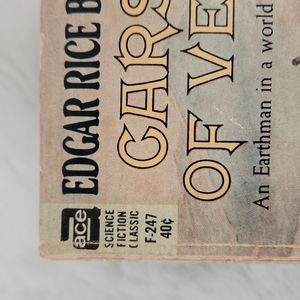 EDGAR RICE B
CARS
OF VE
An Earthman in a world
ace
SCIENCE
FICTION
CLASSIC
F-247
40¢